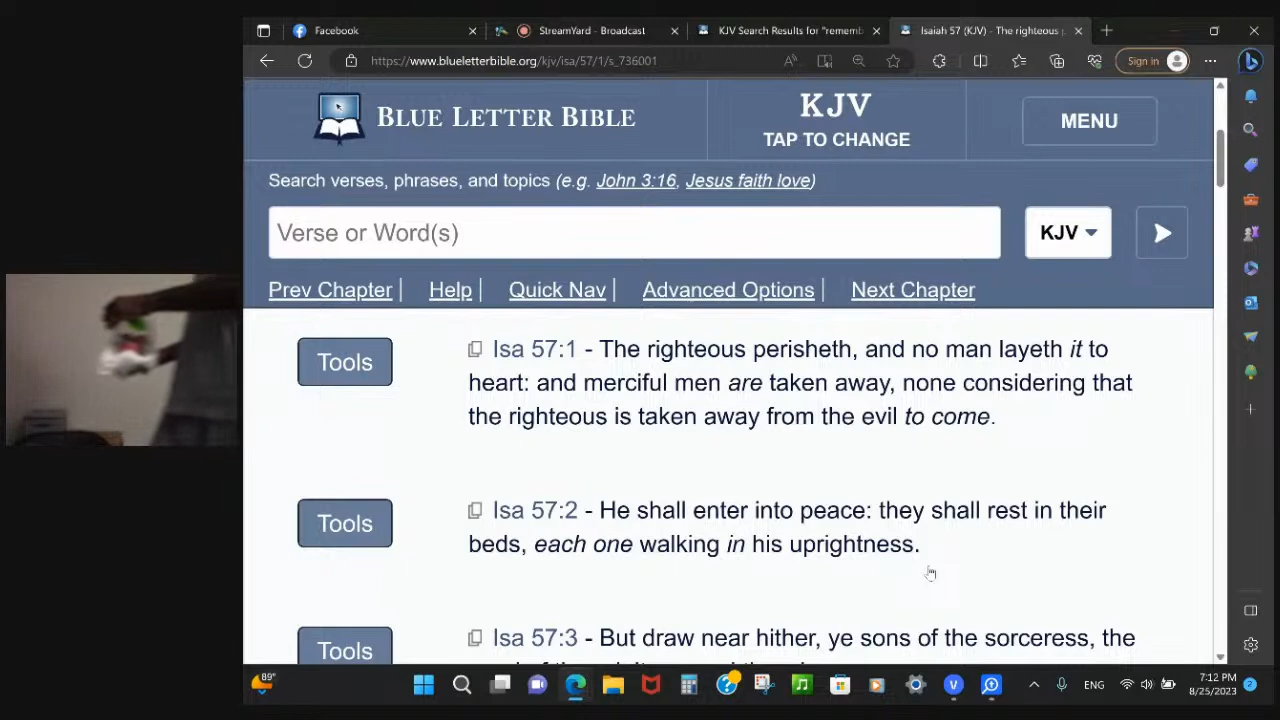 Facebook
StreamYard - Broadcast
KJV Search Results for "rememb
Isaiah 57 (KJV) - The righteous p
https://www.blueletterbible.org/kjv/isa/57/1/s_736001
Sign in
BLUE LETTER BIBLE
KJV
TAP TO CHANGE
MENU
Search verses, phrases, and topics (e.g. John 3:16, Jesus faith love)
Verse or Word(s)
KJV
Prev Chapter | Help | Quick Nav | Advanced Options | Next Chapter
Tools
Isa 57:1 - The righteous perisheth, and no man layeth it to
heart: and merciful men are taken away, none considering that
the righteous is taken away from the evil to come.
Tools
Isa 57:2 - He shall enter into peace: they shall rest in their
beds, each one walking in his uprightness.
Tools
Isa 57:3 - But draw near hither, ye sons of the sorceress, the
89°
ENG
7:12 PM
8/25/2023
2